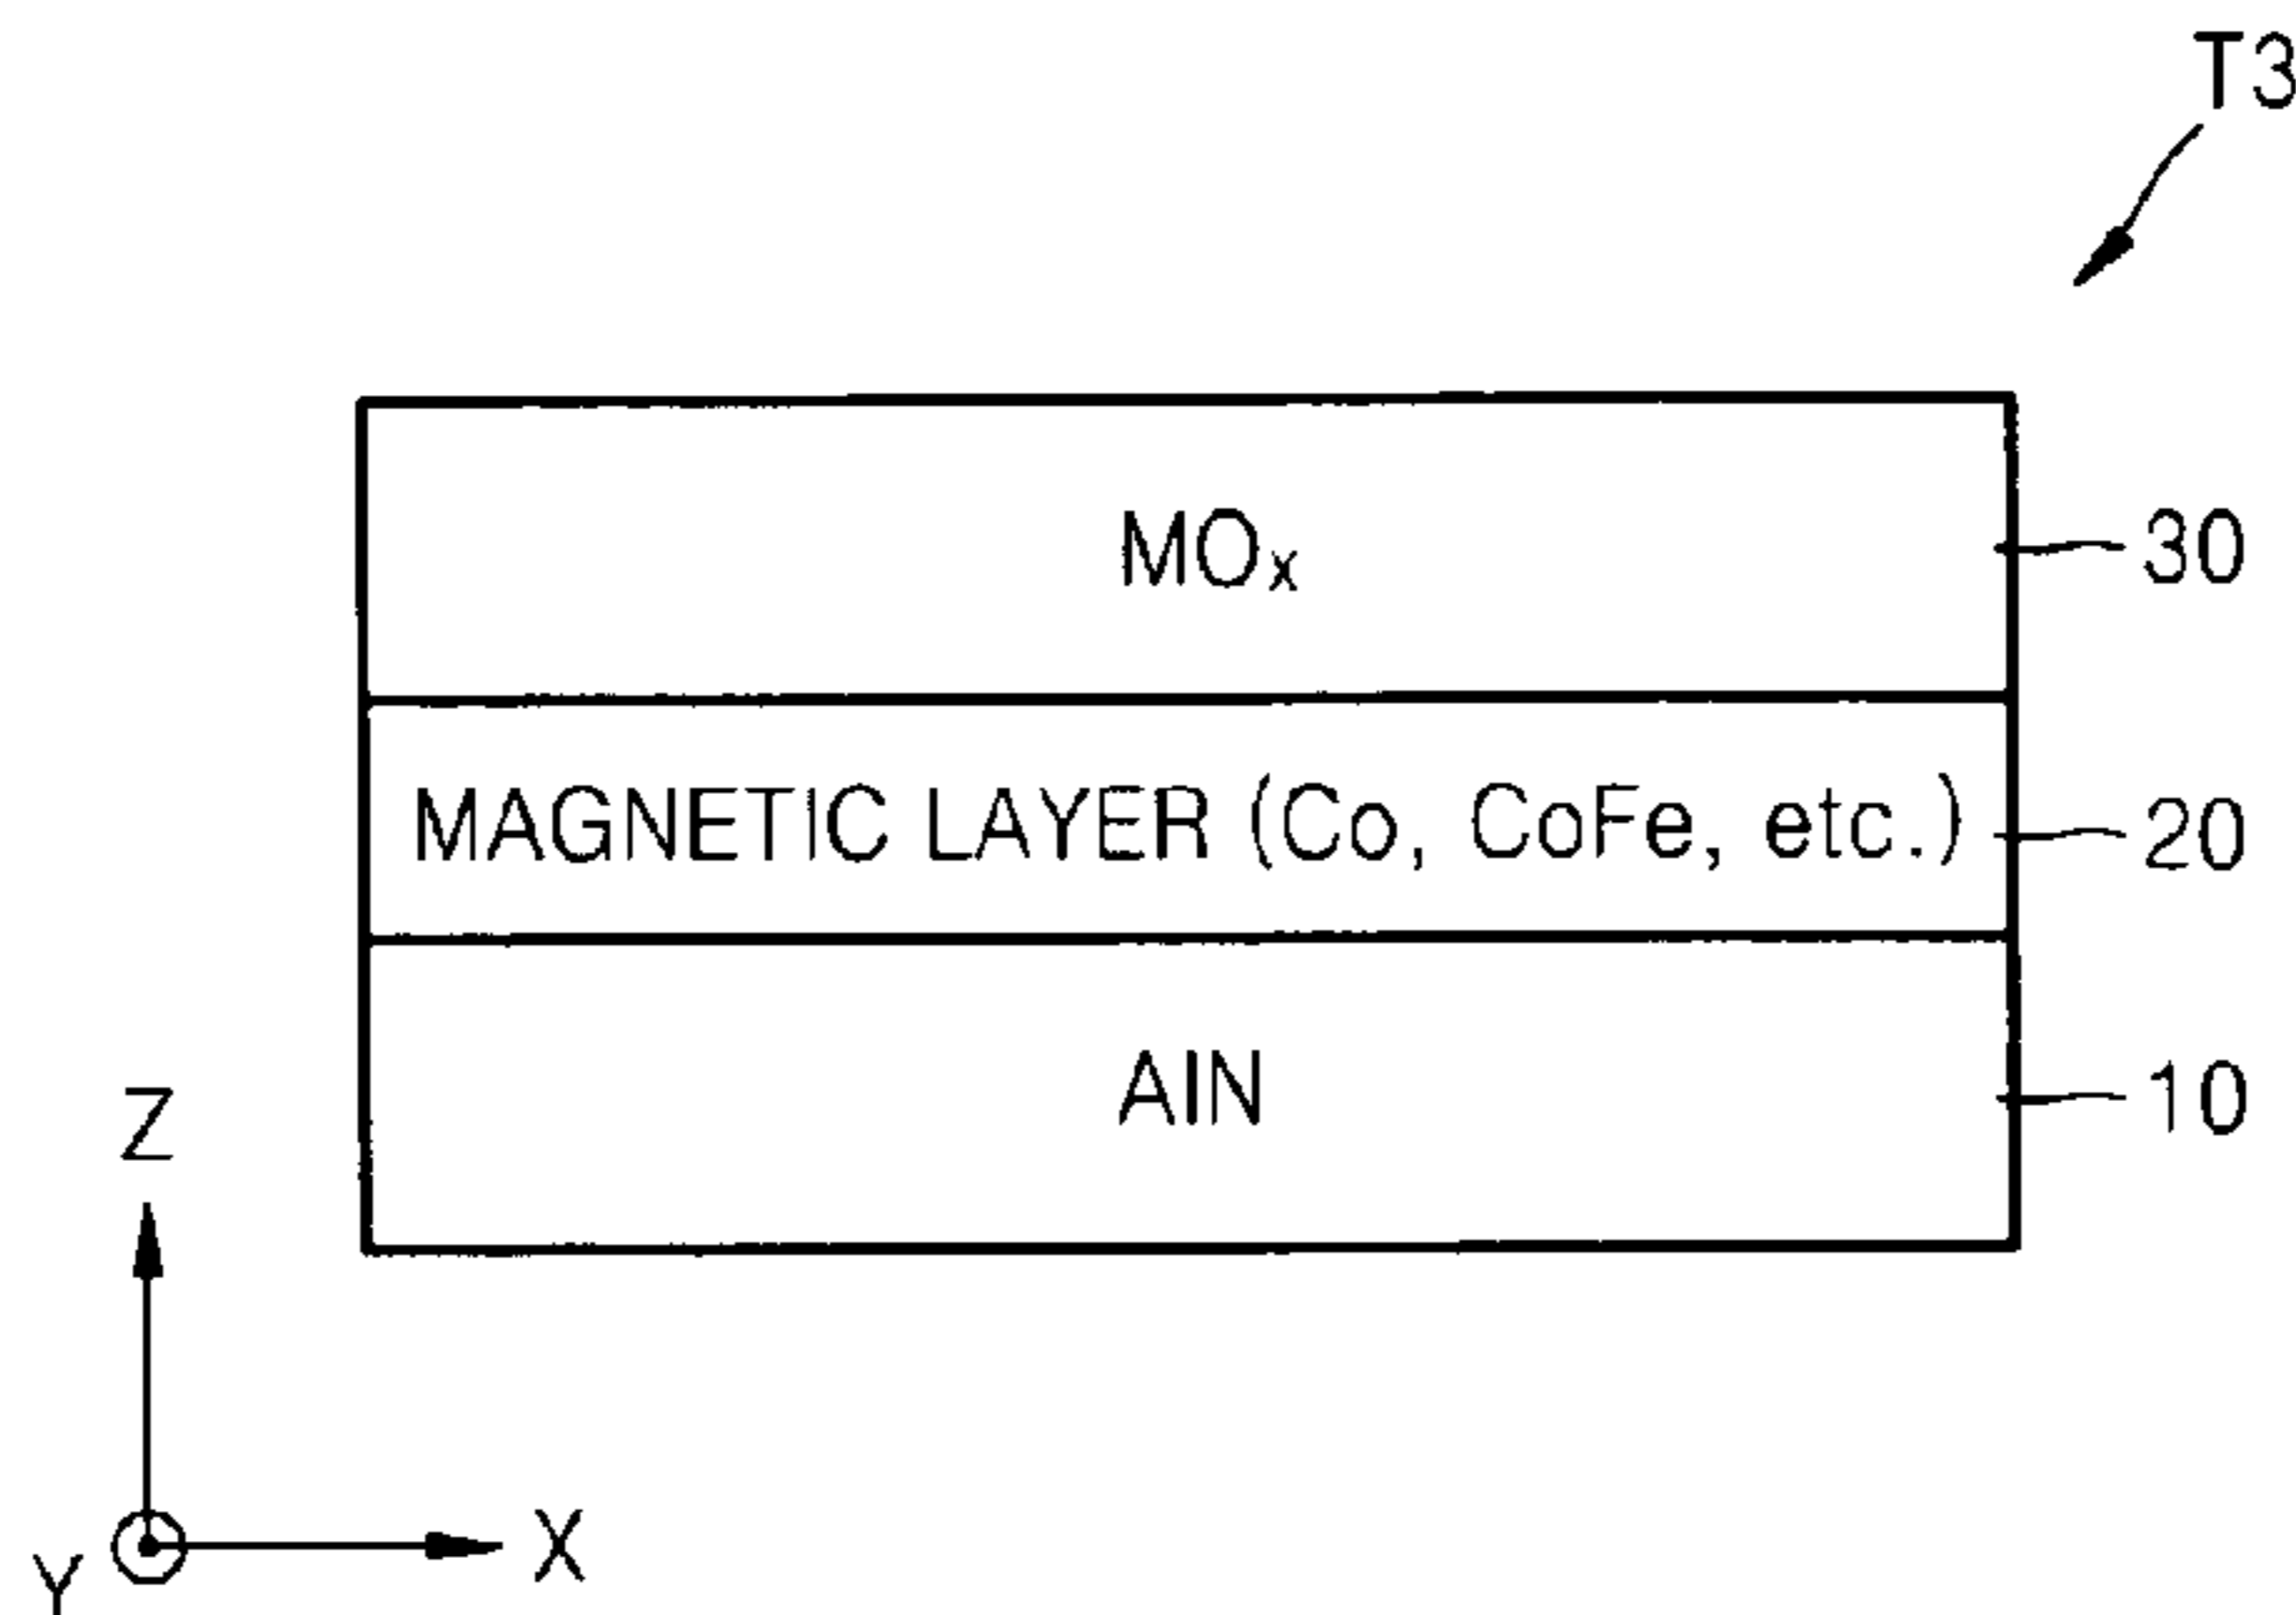 T3
MOₓ 30
MAGNETIC LAYER (Co, CoFe, etc.) 20
AlN 10
Z
X
Y